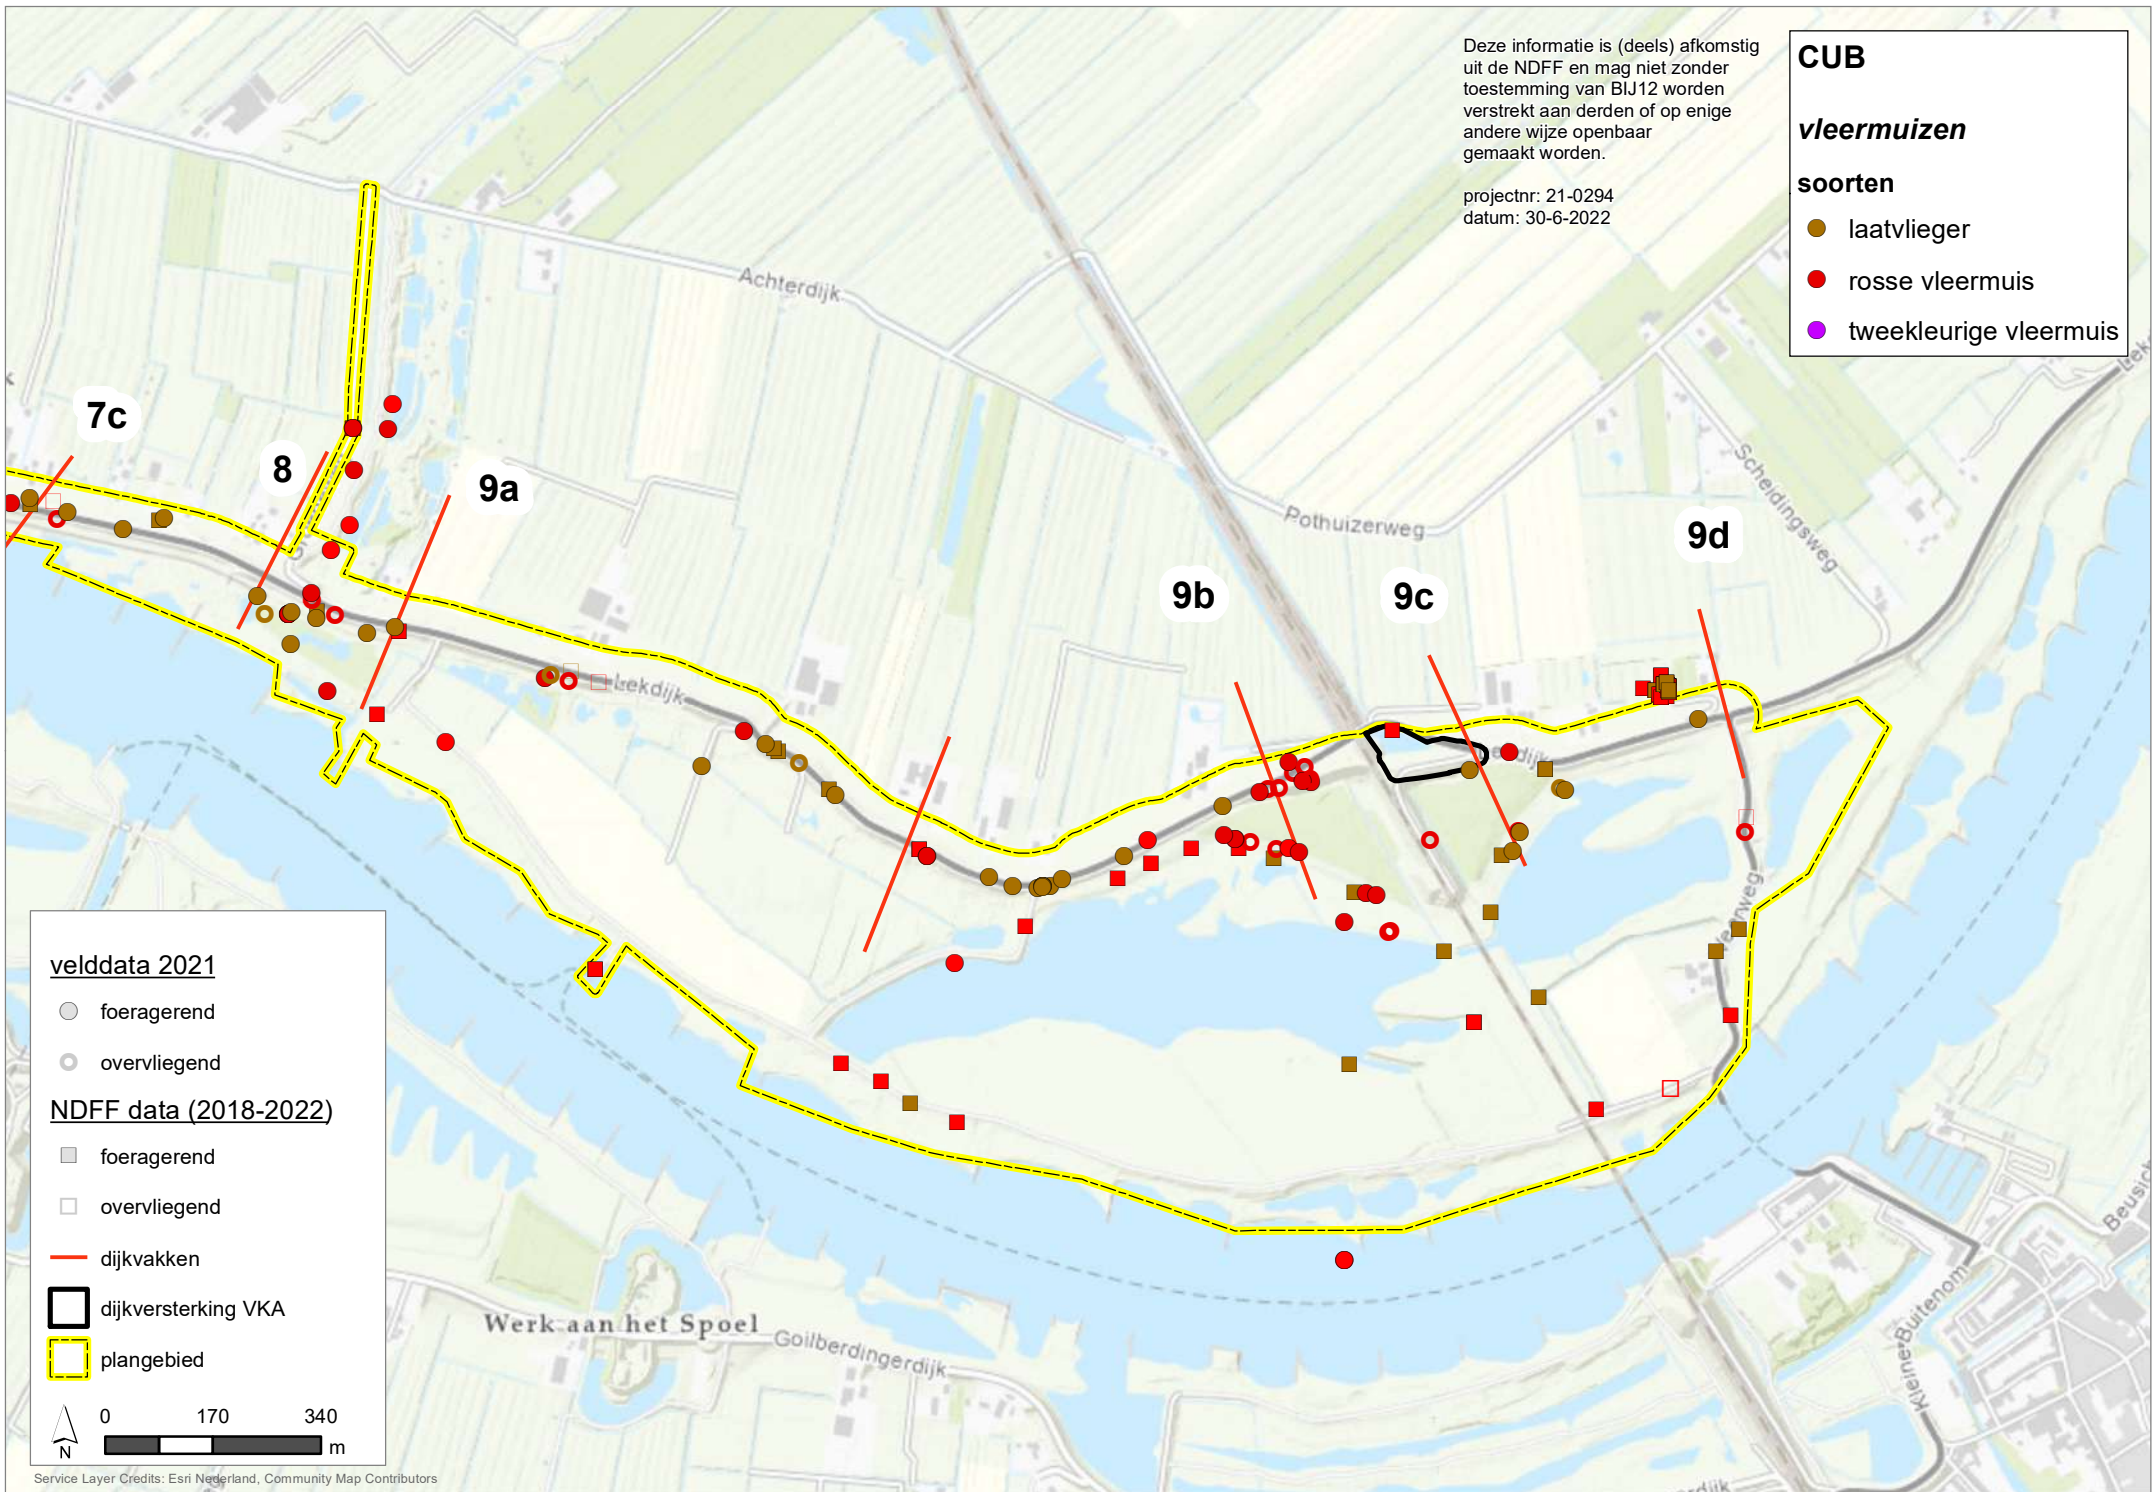 Deze informatie is (deels) afkomstig
uit de NDFF en mag niet zonder
toestemming van BIJ12 worden
verstrekt aan derden of op enige
andere wijze openbaar
gemaakt worden.
projectnr: 21-0294
datum: 30-6-2022
CUB
vleermuizen
soorten
laatvlieger
rosse vleermuis
tweekleurige vleermuis
Achterdijk
7c
8
9a
Pothuizerweg
Scheidingsweg
9d
9b
9c
Lekdijk
velddata 2021
foeragerend
overvliegend
NDFF data (2018-2022)
foeragerend
overvliegend
dijkvakken
dijkversterking VKA
plangebied
0 170 340
m
N
Werk aan het Spoel
Goilberdingerdijk
Kleine Buitenom
Service Layer Credits: Esri Nederland, Community Map Contributors